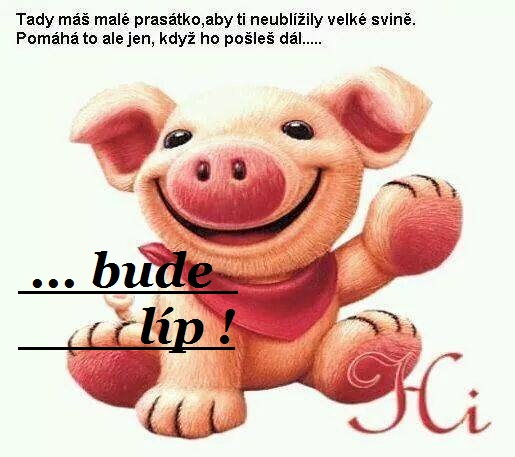 Tady máš malé prasátko,aby ti neublížily velké svině.
Pomáhá to ale jen, když ho pošleš dál.....
... bude
líp !
Hi